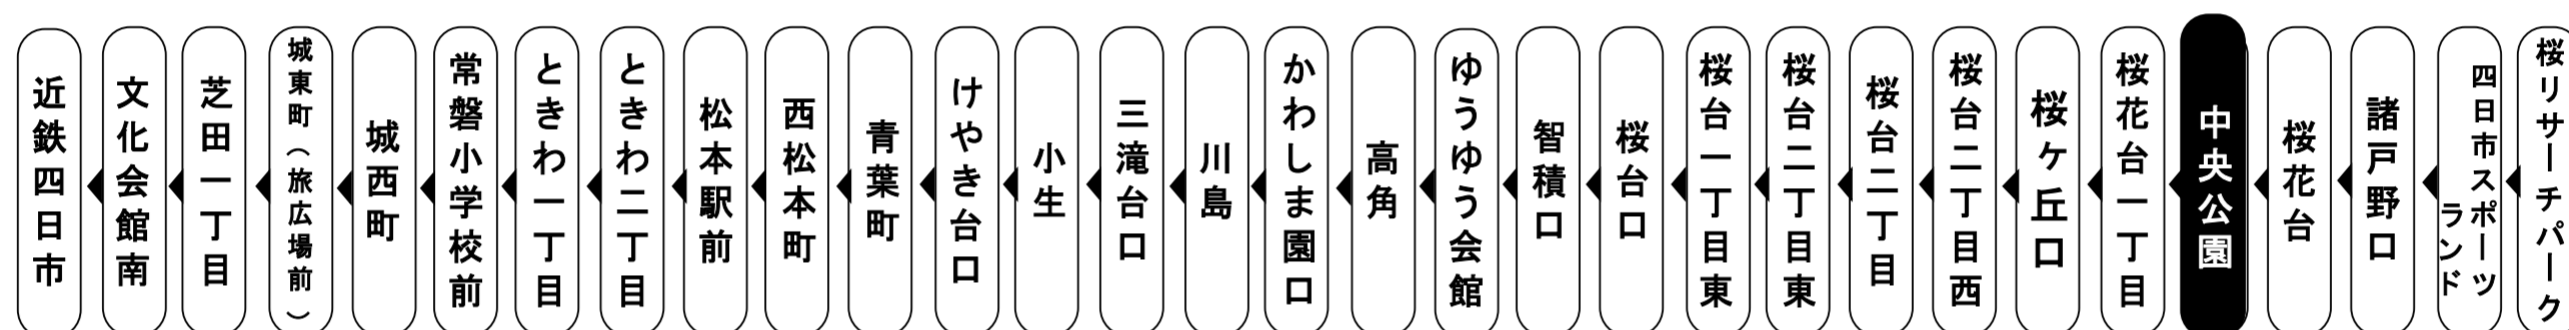 近鉄四日市
文化会館南
芝田一丁目
城東町（旅広場前）
城西町
常磐小学校前
ときわ一丁目
ときわ二丁目
松本駅前
西松本町
青葉町
けやき台口
小生
三滝台口
川島
かわしま園口
高角
ゆうゆう会館
智積口
桜台口
桜台一丁目東
桜台二丁目東
桜台二丁目
桜台二丁目西
桜ヶ丘口
桜花台一丁目
中央公園
桜花台
諸戸野口
四日市スポーツ
ランド
桜リサーチパーク